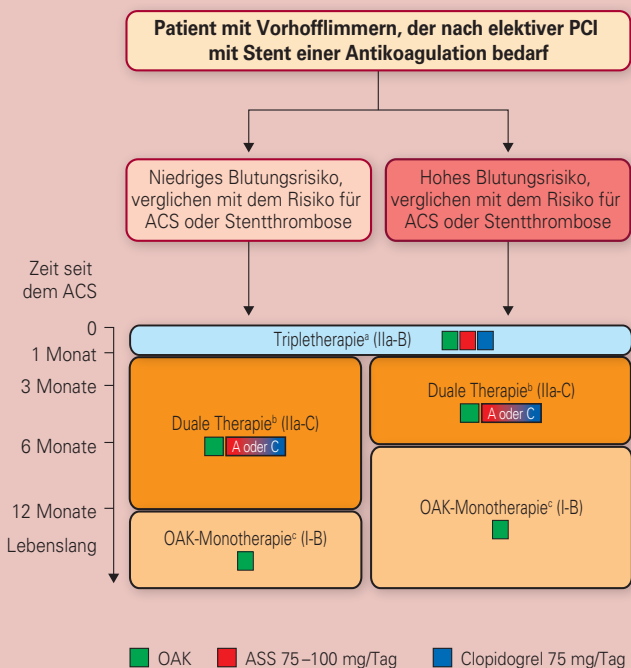 Patient mit Vorhofflimmern, der nach elektiver PCI
mit Stent einer Antikoagulation bedarf
Niedriges Blutungsrisiko,
verglichen mit dem Risiko für
ACS oder Stentthrombose
Hohes Blutungsrisiko,
verglichen mit dem Risiko für
ACS oder Stentthrombose
Zeit seit
dem ACS
0
Tripletherapieᵃ (IIa-B)
1 Monat
3 Monate
Duale Therapieᵇ (IIa-C)
A oder C
Duale Therapieᵇ (IIa-C)
A oder C
6 Monate
12 Monate
OAK-Monotherapieᶜ (I-B)
Lebenslang
OAK-Monotherapieᶜ (I-B)
OAK
ASS 75–100 mg/Tag
Clopidogrel 75 mg/Tag